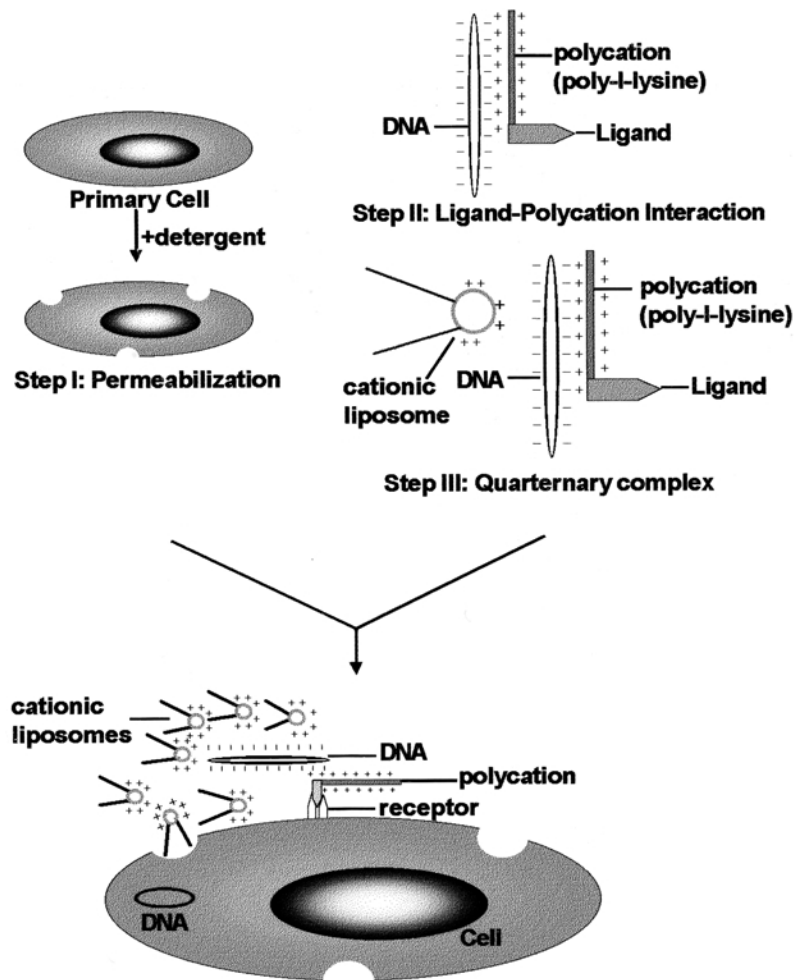 Primary Cell
+detergent
Step I: Permeabilization
polycation
(poly-l-lysine)
DNA
Ligand
Step II: Ligand-Polycation Interaction
cationic
liposome
DNA
polycation
(poly-l-lysine)
Ligand
Step III: Quarternary complex
cationic
liposomes
DNA
polycation
receptor
DNA
Cell